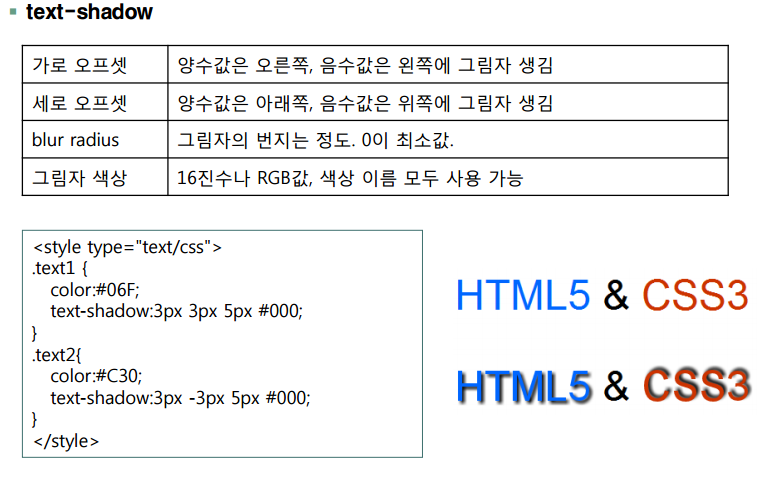 text-shadow
가로 오프셋 양수값은 오른쪽, 음수값은 왼쪽에 그림자 생김
세로 오프셋 양수값은 아래쪽, 음수값은 위쪽에 그림자 생김
blur radius 그림자의 번지는 정도. 0이 최소값.
그림자 색상 16진수나 RGB값, 색상 이름 모두 사용 가능
<style type="text/css">
.text1 {
color:#06F;
text-shadow:3px 3px 5px #000;
}
.text2{
color:#C30;
text-shadow:3px -3px 5px #000;
}
</style>
HTML5 & CSS3
HTML5 & CSS3